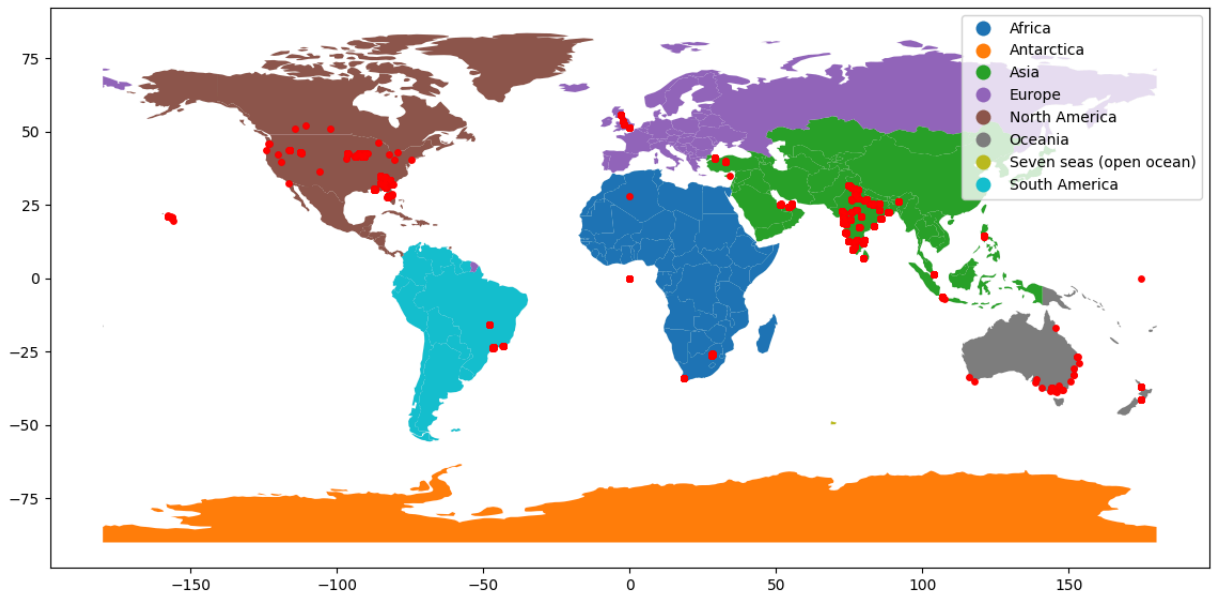 Africa
Antarctica
Asia
Europe
North America
Oceania
Seven seas (open ocean)
South America
75
50
25
0
−25
−50
−75
−150
−100
−50
0
50
100
150